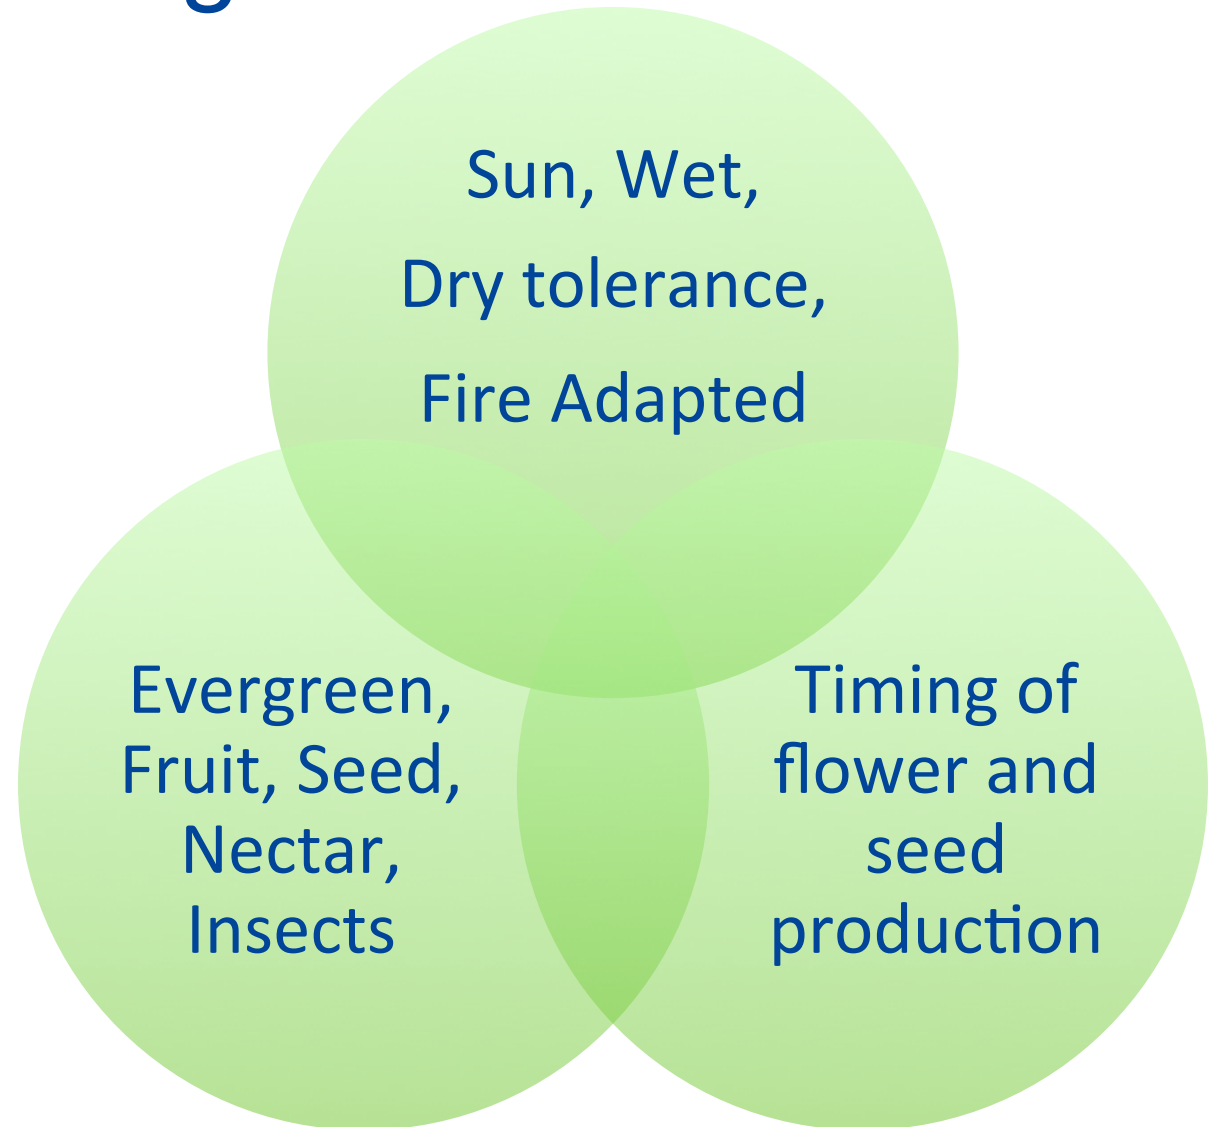 Sun, Wet,
Dry tolerance,
Fire Adapted
Evergreen,
Fruit, Seed,
Nectar,
Insects
Timing of
flower and
seed
production